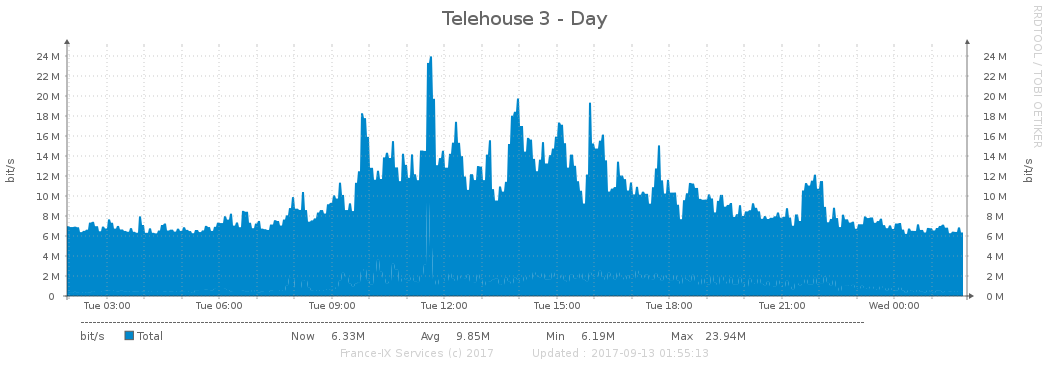 Telehouse 3 - Day
RRDTOOL / TOBI OETIKER
bit/s
bit/s
24 M 24 M
22 M 22 M
20 M 20 M
18 M 18 M
16 M 16 M
14 M 14 M
12 M 12 M
10 M 10 M
8 M 8 M
6 M 6 M
4 M 4 M
2 M 2 M
0 0 M
Tue 03:00 Tue 06:00 Tue 09:00 Tue 12:00 Tue 15:00 Tue 18:00 Tue 21:00 Wed 00:00
bit/s Total Now 6.33M Avg 9.85M Min 6.19M Max 23.94M
France-IX Services (c) 2017 Updated : 2017-09-13 01:55:13